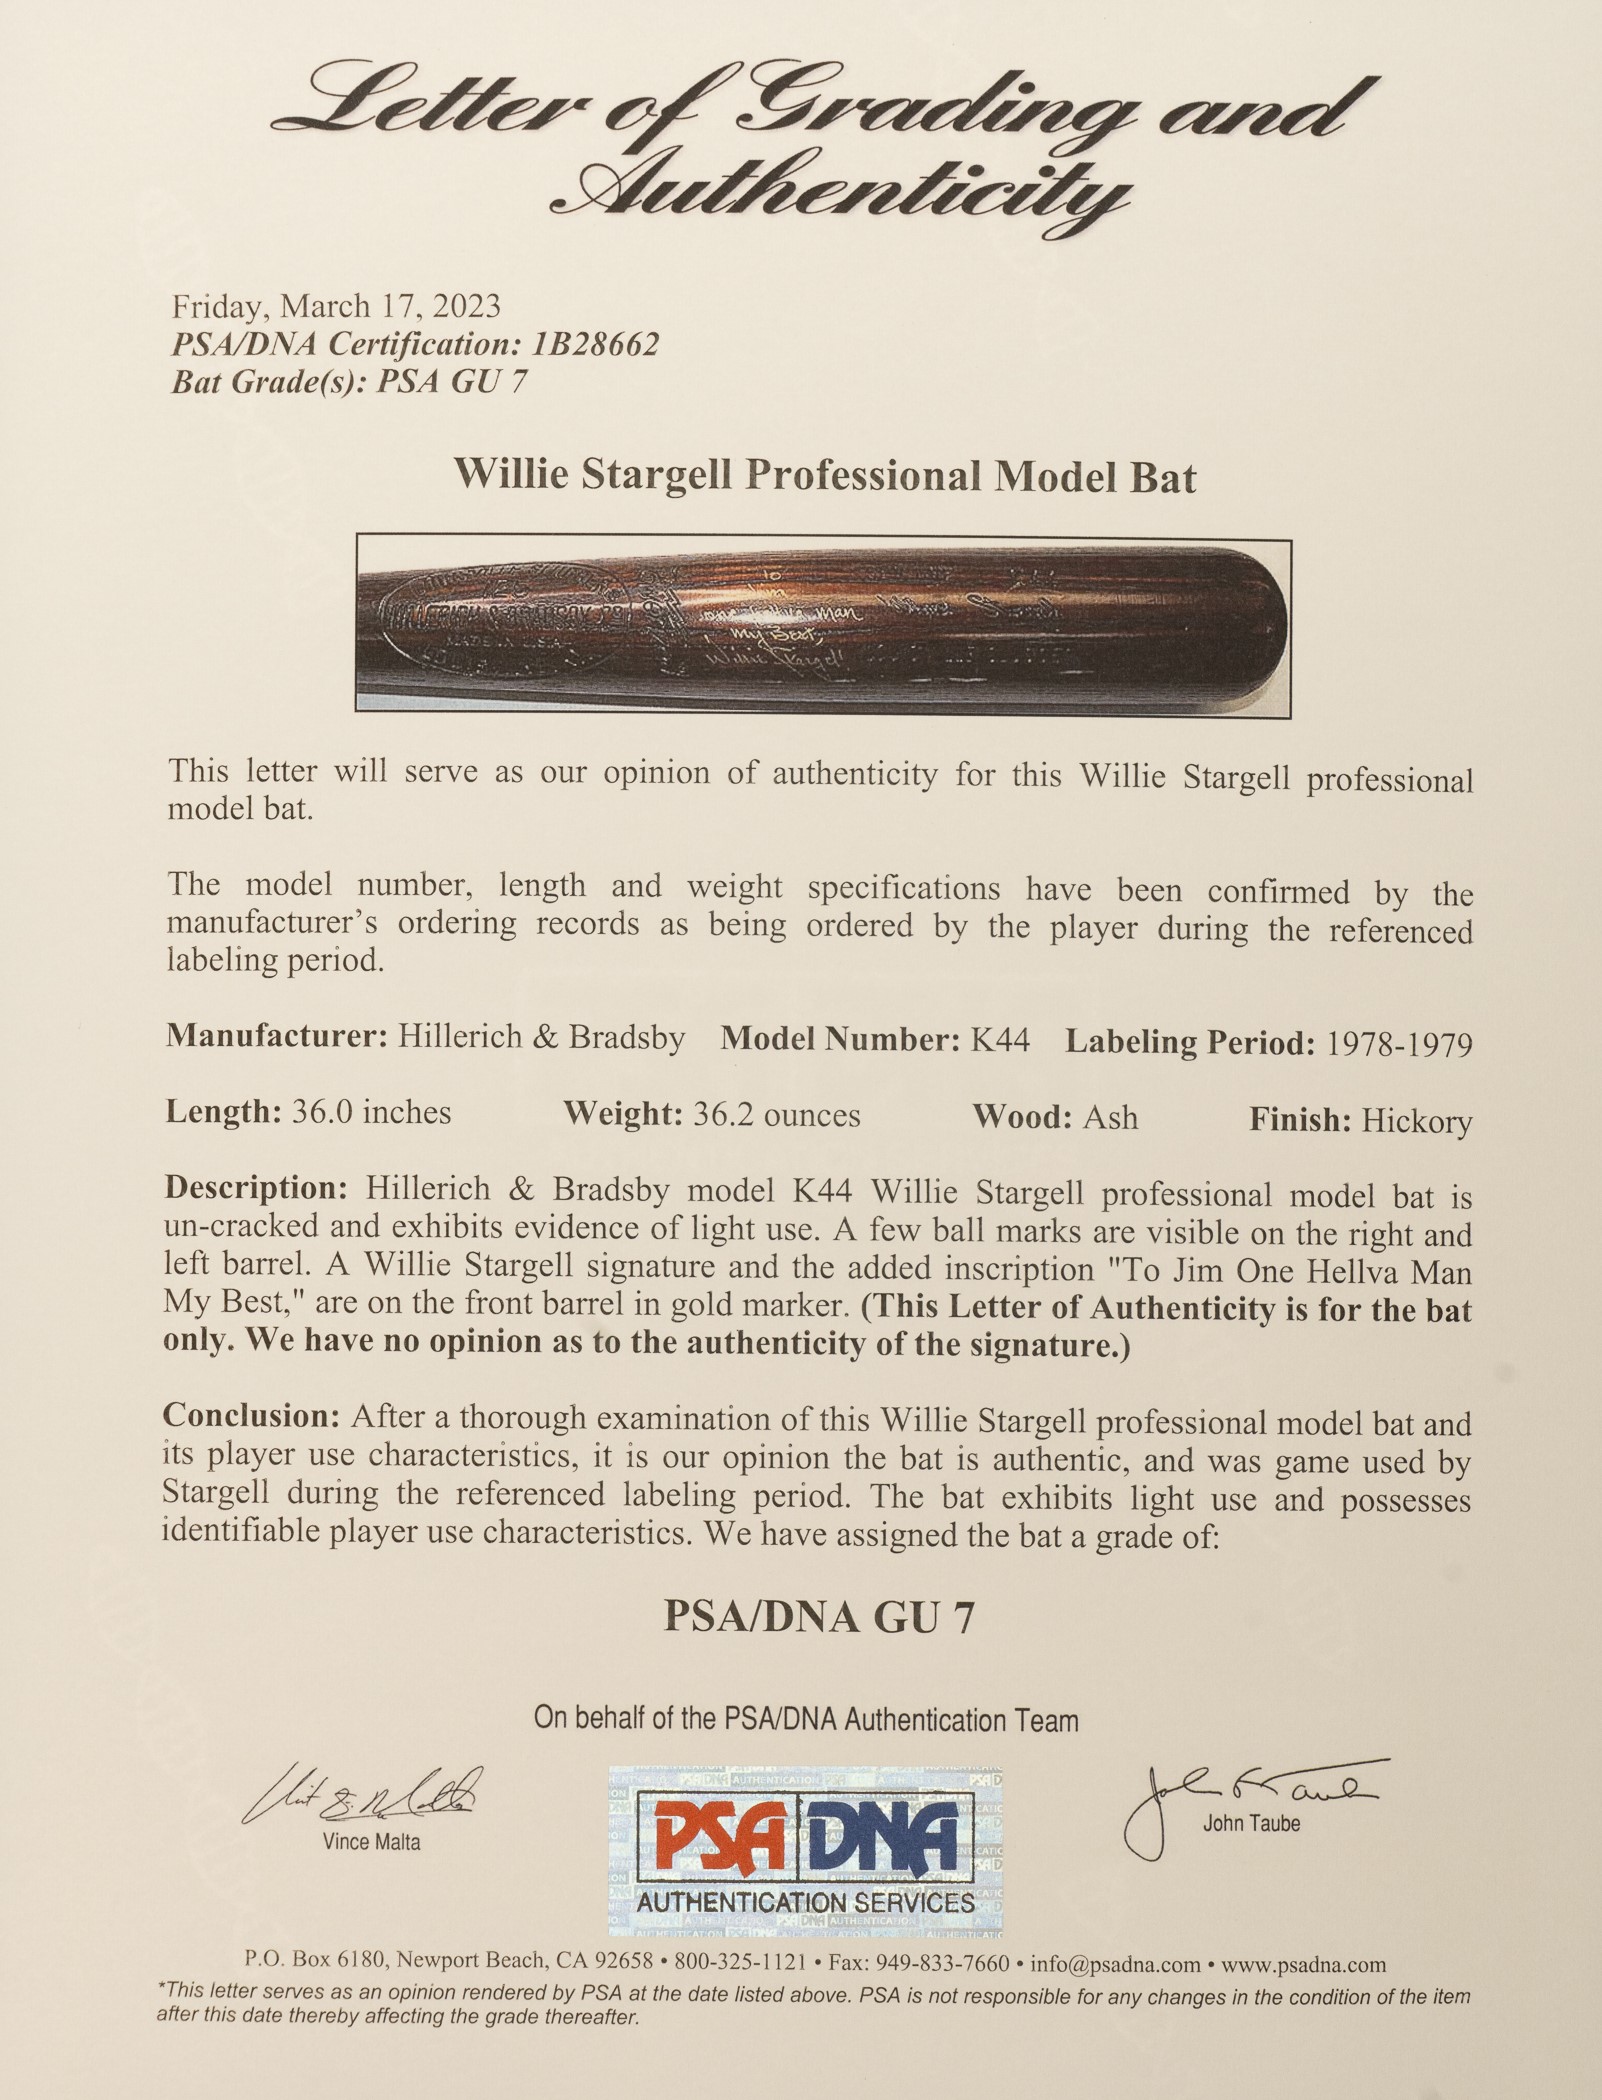 Letter of Grading and
Authenticity
Friday, March 17, 2023
PSA/DNA Certification: 1B28662
Bat Grade(s): PSA GU 7
Willie Stargell Professional Model Bat
125
HILLERICH & BRADSBY CO
MADE IN U.S.A.
To
Jim
one Hellva Man
My Best,
Willie Stargell
This letter will serve as our opinion of authenticity for this Willie Stargell professional
model bat.
The model number, length and weight specifications have been confirmed by the
manufacturer's ordering records as being ordered by the player during the referenced
labeling period.
Manufacturer: Hillerich & Bradsby Model Number: K44 Labeling Period: 1978-1979
Length: 36.0 inches Weight: 36.2 ounces Wood: Ash Finish: Hickory
Description: Hillerich & Bradsby model K44 Willie Stargell professional model bat is
un-cracked and exhibits evidence of light use. A few ball marks are visible on the right and
left barrel. A Willie Stargell signature and the added inscription "To Jim One Hellva Man
My Best," are on the front barrel in gold marker. (This Letter of Authenticity is for the bat
only. We have no opinion as to the authenticity of the signature.)
Conclusion: After a thorough examination of this Willie Stargell professional model bat and
its player use characteristics, it is our opinion the bat is authentic, and was game used by
Stargell during the referenced labeling period. The bat exhibits light use and possesses
identifiable player use characteristics. We have assigned the bat a grade of:
PSA/DNA GU 7
On behalf of the PSA/DNA Authentication Team
Vince Malta
John Taube
PSA DNA
AUTHENTICATION SERVICES
P.O. Box 6180, Newport Beach, CA 92658 • 800-325-1121 • Fax: 949-833-7660 • info@psadna.com • www.psadna.com
*This letter serves as an opinion rendered by PSA at the date listed above. PSA is not responsible for any changes in the condition of the item
after this date thereby affecting the grade thereafter.